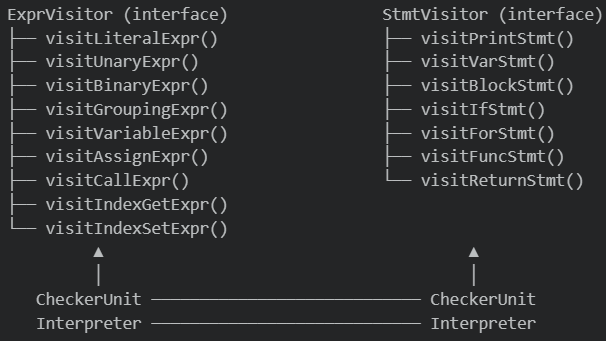 ExprVisitor (interface)                    StmtVisitor (interface)
├── visitLiteralExpr()                     ├── visitPrintStmt()
├── visitUnaryExpr()                       ├── visitVarStmt()
├── visitBinaryExpr()                      ├── visitBlockStmt()
├── visitGroupingExpr()                    ├── visitIfStmt()
├── visitVariableExpr()                    ├── visitForStmt()
├── visitAssignExpr()                      ├── visitFuncStmt()
├── visitCallExpr()                        └── visitReturnStmt()
├── visitIndexGetExpr()
└── visitIndexSetExpr()
CheckerUnit ────────────────────────────── CheckerUnit
Interpreter ────────────────────────────── Interpreter